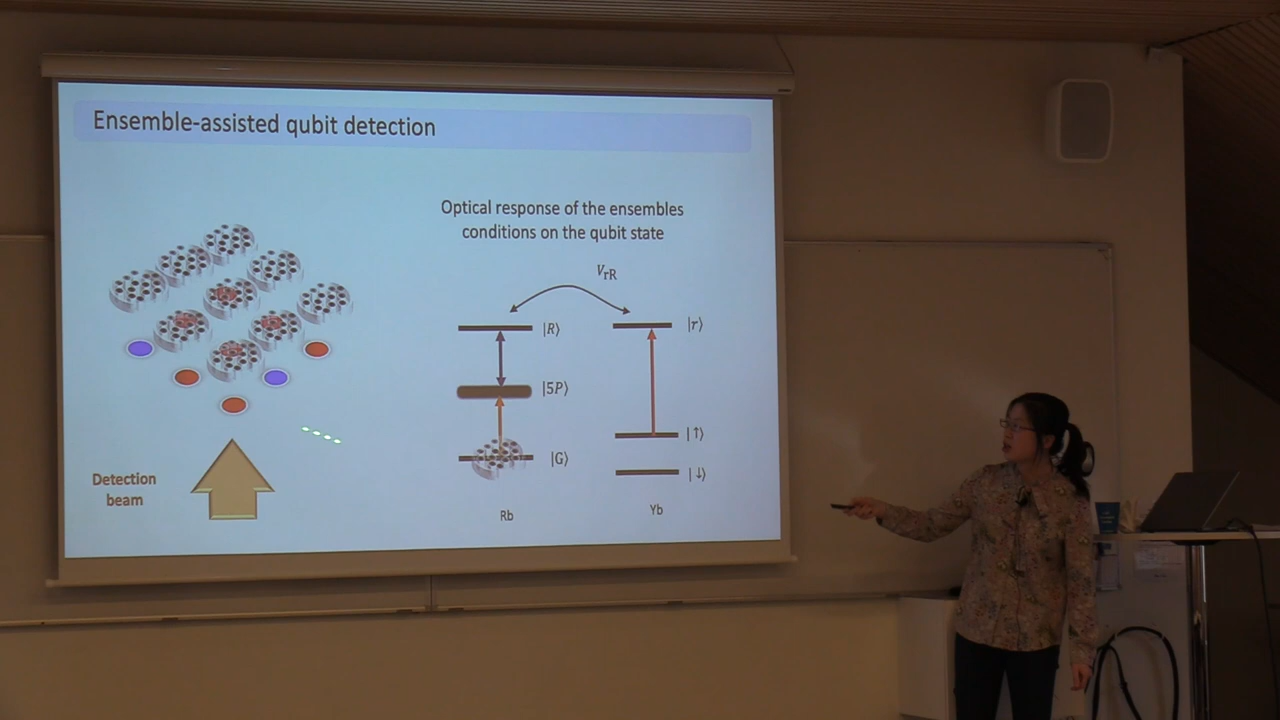 Ensemble-assisted qubit detection
Optical response of the ensembles
conditions on the qubit state
VrR
|R⟩
|r⟩
|5P⟩
|↑⟩
|G⟩
|↓⟩
Detection
beam
Rb
Yb